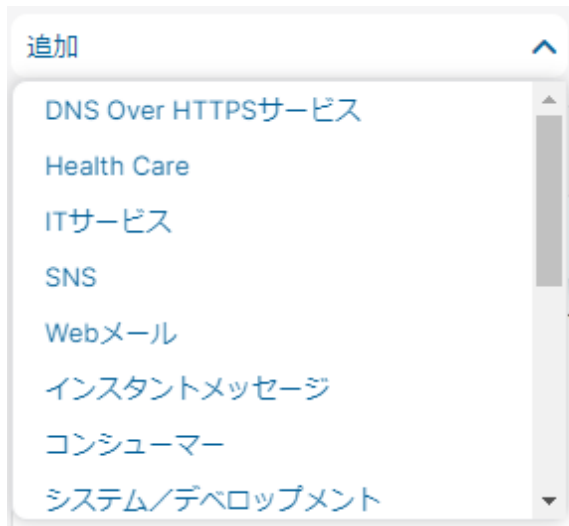 追加
DNS Over HTTPSサービス
Health Care
ITサービス
SNS
Webメール
インスタントメッセージ
コンシューマー
システム／デベロップメント